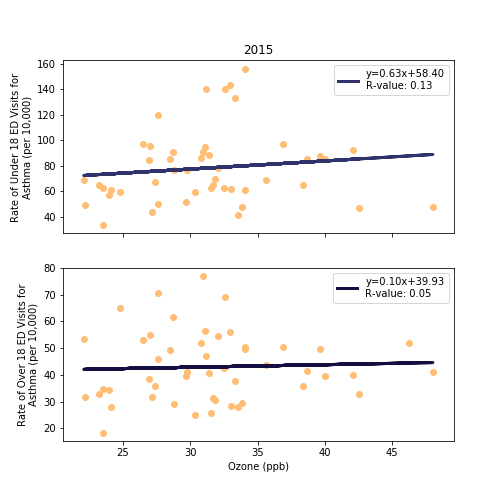 2015
160
140
120
100
80
60
40
Rate of Under 18 ED Visits for
Asthma (per 10,000)
y=0.63x+58.40
R-value: 0.13
80
70
60
50
40
30
20
Rate of Over 18 ED Visits for
Asthma (per 10,000)
y=0.10x+39.93
R-value: 0.05
25
30
35
40
45
Ozone (ppb)